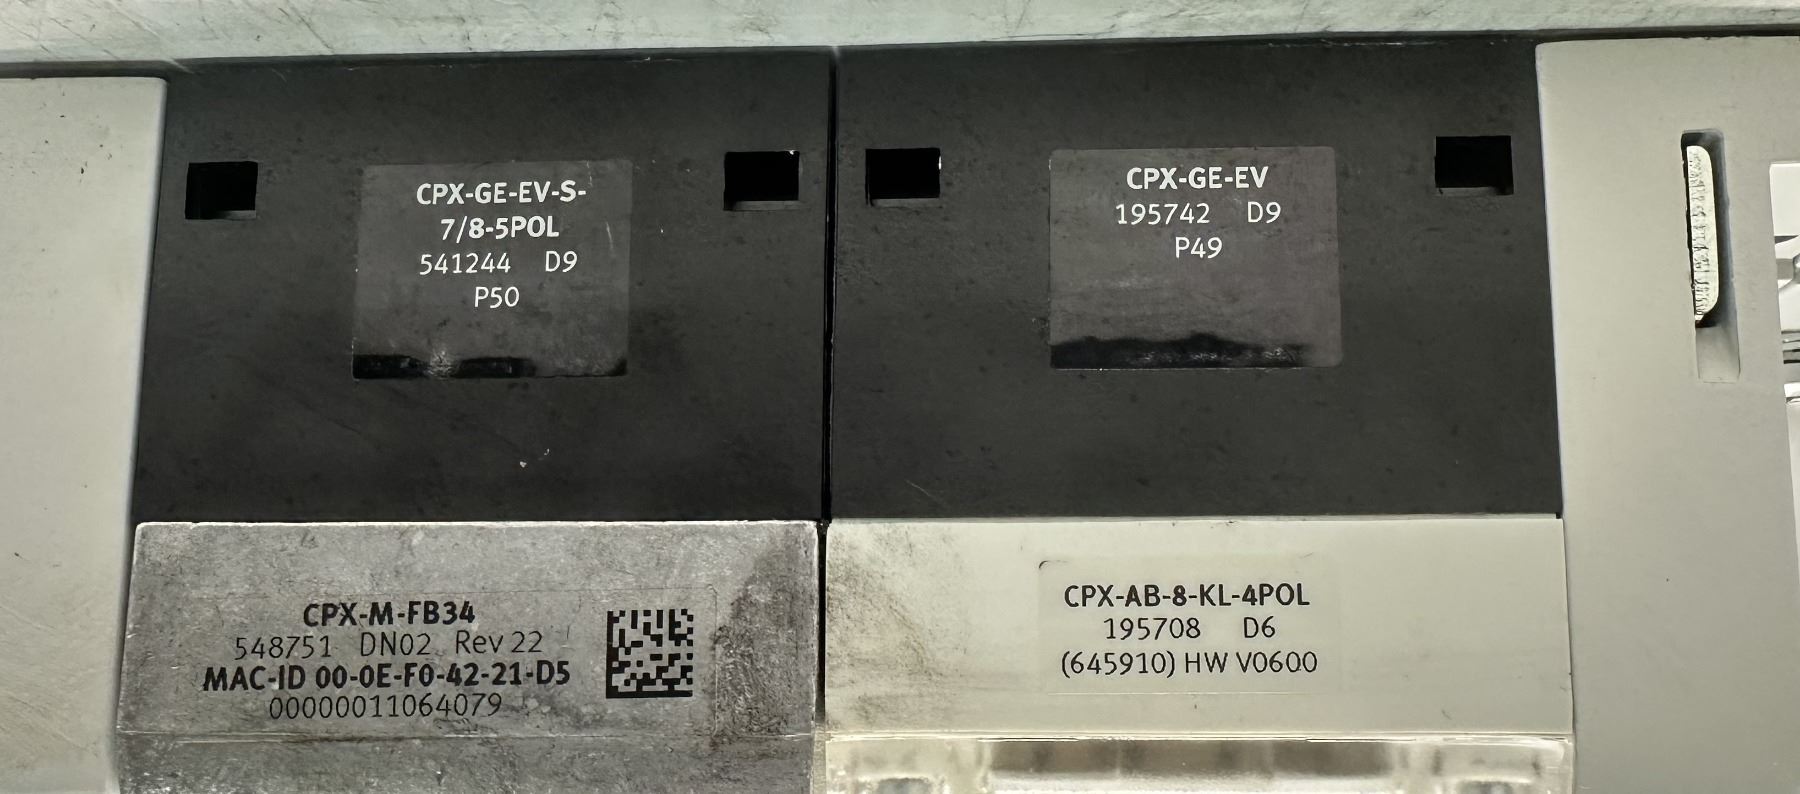 CPX-GE-EV-S-
7/8-5POL
541244 D9
P50
CPX-GE-EV
195742 D9
P49
CPX-M-FB34
548751 DN02 Rev 22
MAC-ID 00-0E-F0-42-21-D5
00000011064079
CPX-AB-8-KL-4POL
195708 D6
(645910) HW V0600